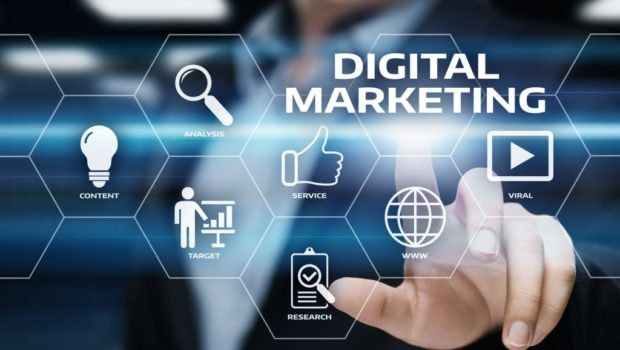 DIGITAL
MARKETING
ANALYSIS
CONTENT
SERVICE
VIRAL
TARGET
WWW
RESEARCH